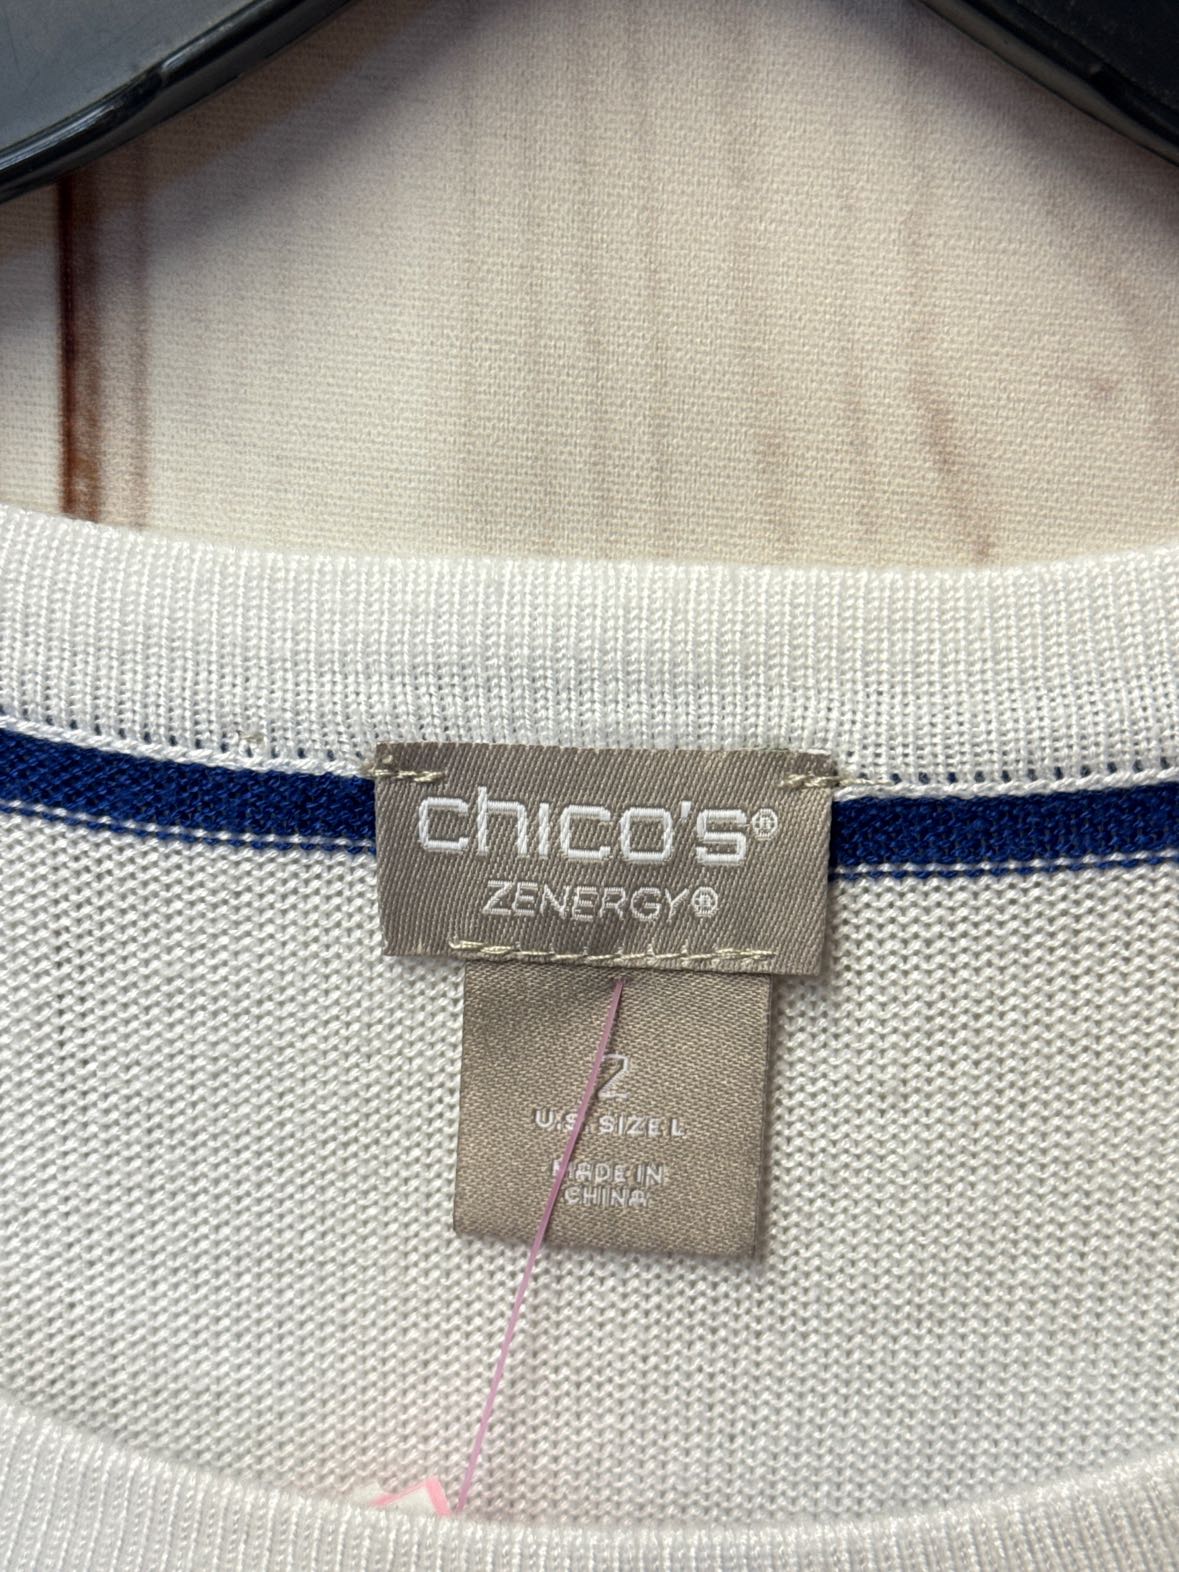 chico's®
ZENERGY®
2
U.S. SIZE L
MADE IN
CHINA